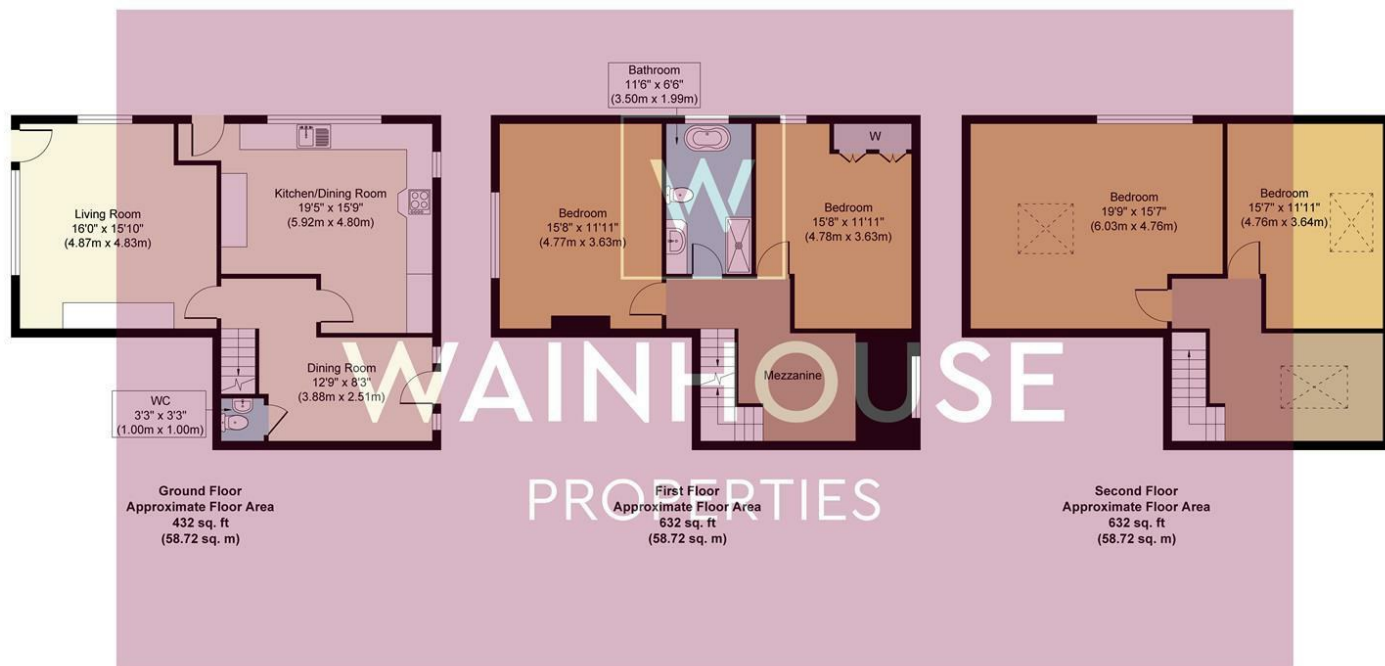 Bathroom
11'6" x 6'6"
(3.50m x 1.99m)
Living Room
16'0" x 15'10"
(4.87m x 4.83m)
Kitchen/Dining Room
19'5" x 15'9"
(5.92m x 4.80m)
Dining Room
12'9" x 8'3"
(3.88m x 2.51m)
WC
3'3" x 3'3"
(1.00m x 1.00m)
Ground Floor
Approximate Floor Area
432 sq. ft
(58.72 sq. m)
Bedroom
15'8" x 11'11"
(4.77m x 3.63m)
W
Bedroom
15'8" x 11'11"
(4.78m x 3.63m)
Mezzanine
First Floor
Approximate Floor Area
632 sq. ft
(58.72 sq. m)
Bedroom
19'9" x 15'7"
(6.03m x 4.76m)
Bedroom
15'7" x 11'11"
(4.76m x 3.64m)
Second Floor
Approximate Floor Area
632 sq. ft
(58.72 sq. m)
W
WAINHOUSE
PROPERTIES